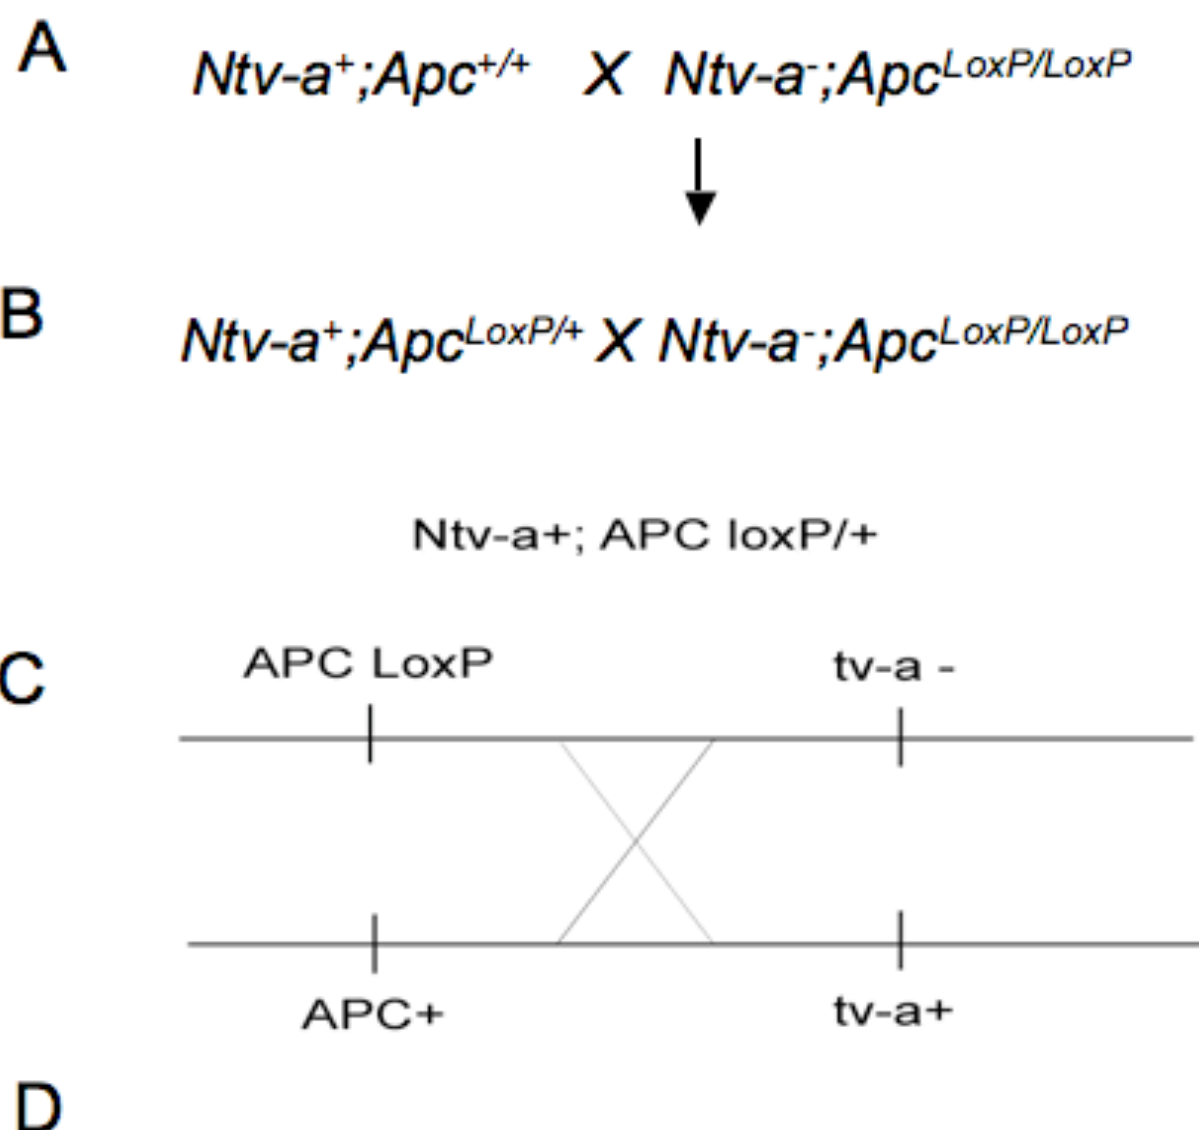 A
Ntv-a+;Apc+/+ X Ntv-a-;ApcLoxP/LoxP
B
Ntv-a+;ApcLoxP/+ X Ntv-a-;ApcLoxP/LoxP
Ntv-a+; APC loxP/+
C
APC LoxP tv-a -
APC+ tv-a+
D